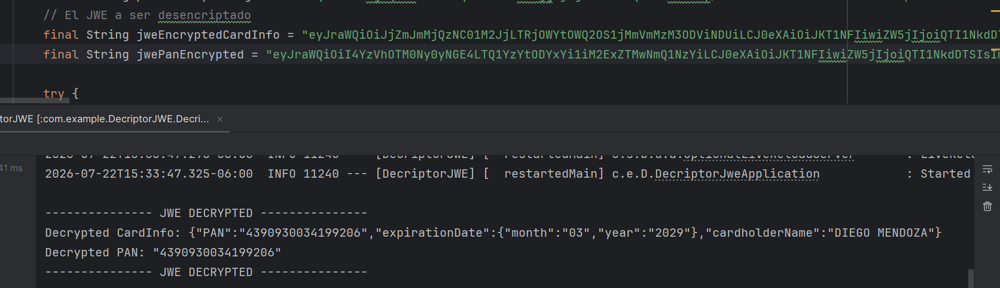 // El JWE a ser desencriptado
final String jweEncryptedCardInfo = "eyJraWQiOiJjZmJmMjQzNC01M2JjLTRjOWYtOWQ2OS1jMmVmMzM3ODViNDUiLCJ0eXAiOiJKT1NFIiwiZW5jIjoiQTI1NkdDT
final String jwePanEncrypted = "eyJraWQiOiI4YzVhOTM0Ny0yNGE4LTQ1YzYtODYxYi1iM2ExZTMwNmQ1NzYiLCJ0eXAiOiJKT1NFIiwiZW5jIjoiQTI1NkdDTSIsI
try {
torJWE [:com.example.DecriptorJWE.Decri... ×
41 ms
2026-07-22T15:33:47.325-06:00 INFO 11240 --- [DecriptorJWE] [ restartedMain] c.e.D.DecriptorJweApplication : Started
--------------- JWE DECRYPTED ---------------
Decrypted CardInfo: {"PAN":"4390930034199206","expirationDate":{"month":"03","year":"2029"},"cardholderName":"DIEGO MENDOZA"}
Decrypted PAN: "4390930034199206"
--------------- JWE DECRYPTED ---------------